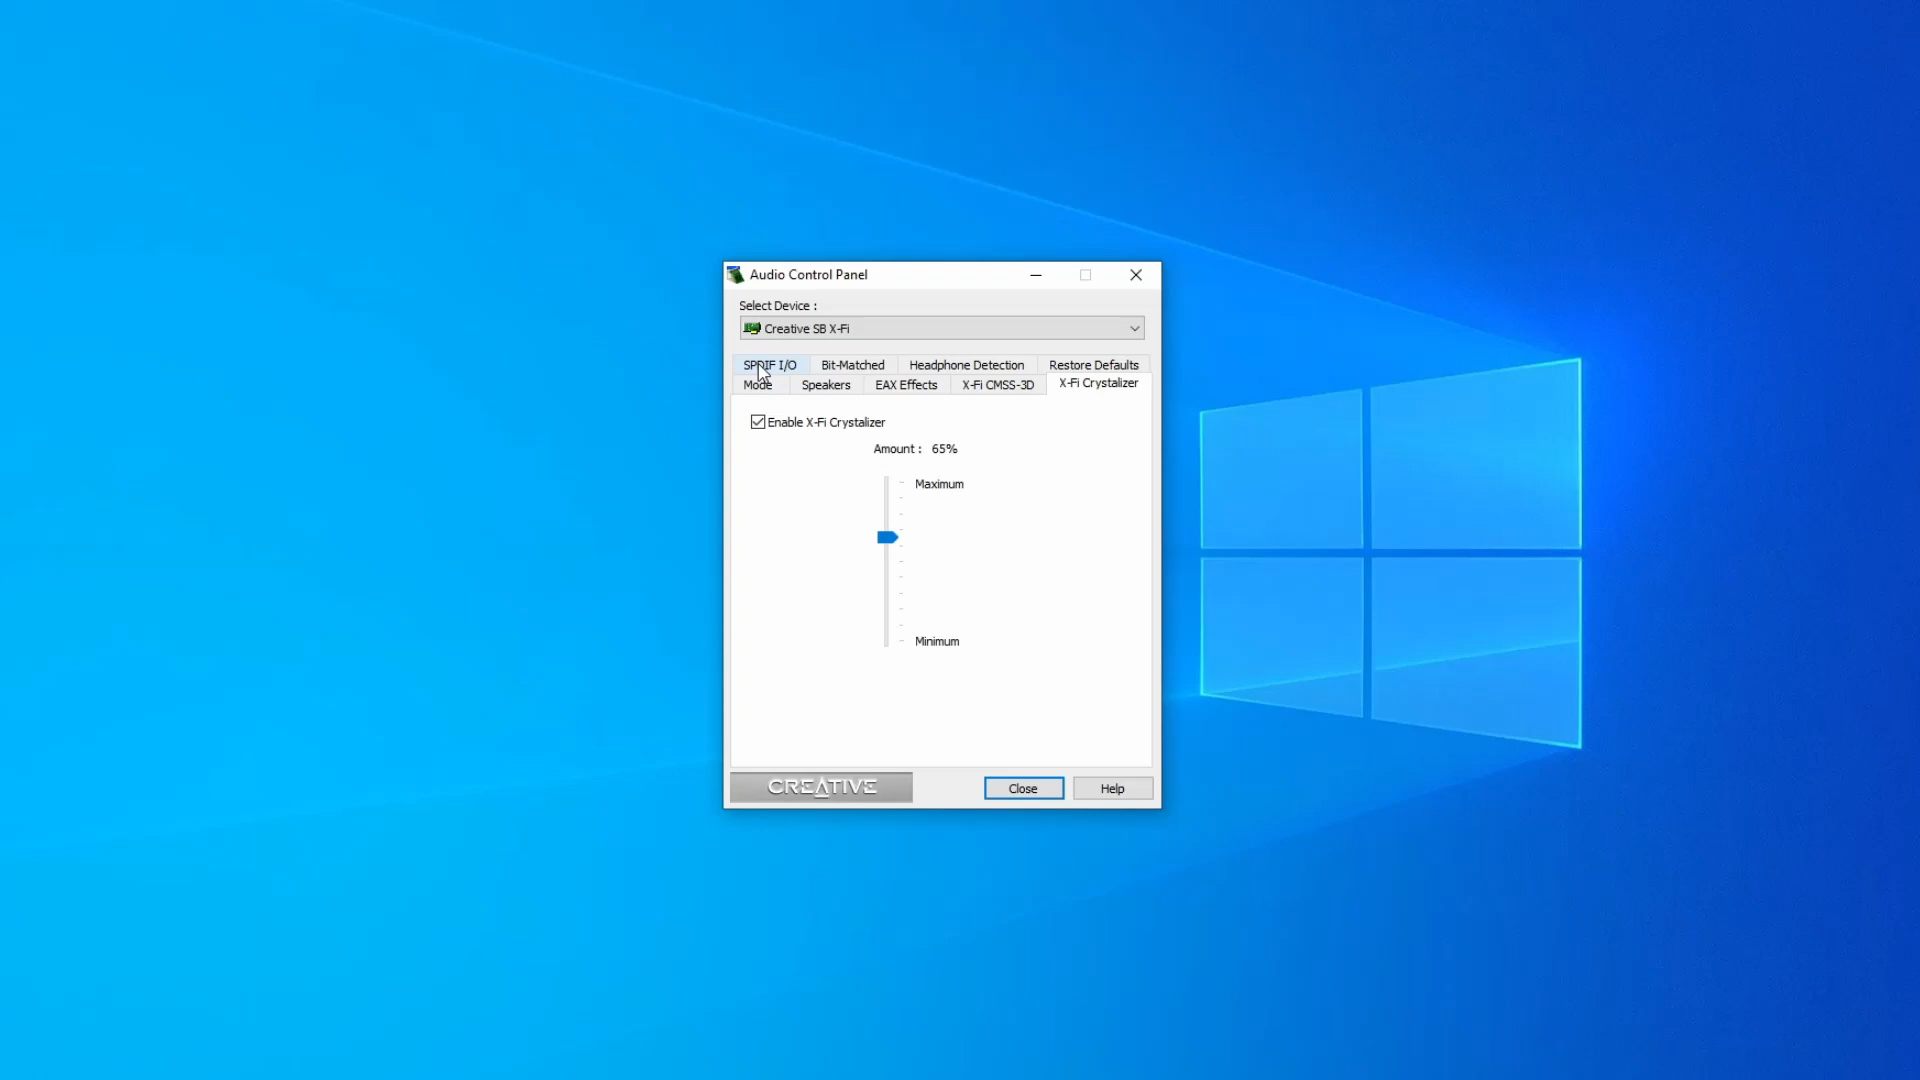 Audio Control Panel
Select Device :
Creative SB X-Fi
SPDIF I/O Bit-Matched Headphone Detection Restore Defaults
Mode Speakers EAX Effects X-Fi CMSS-3D X-Fi Crystalizer
Enable X-Fi Crystalizer
Amount : 65%
Maximum
Minimum
CREATIVE Close Help